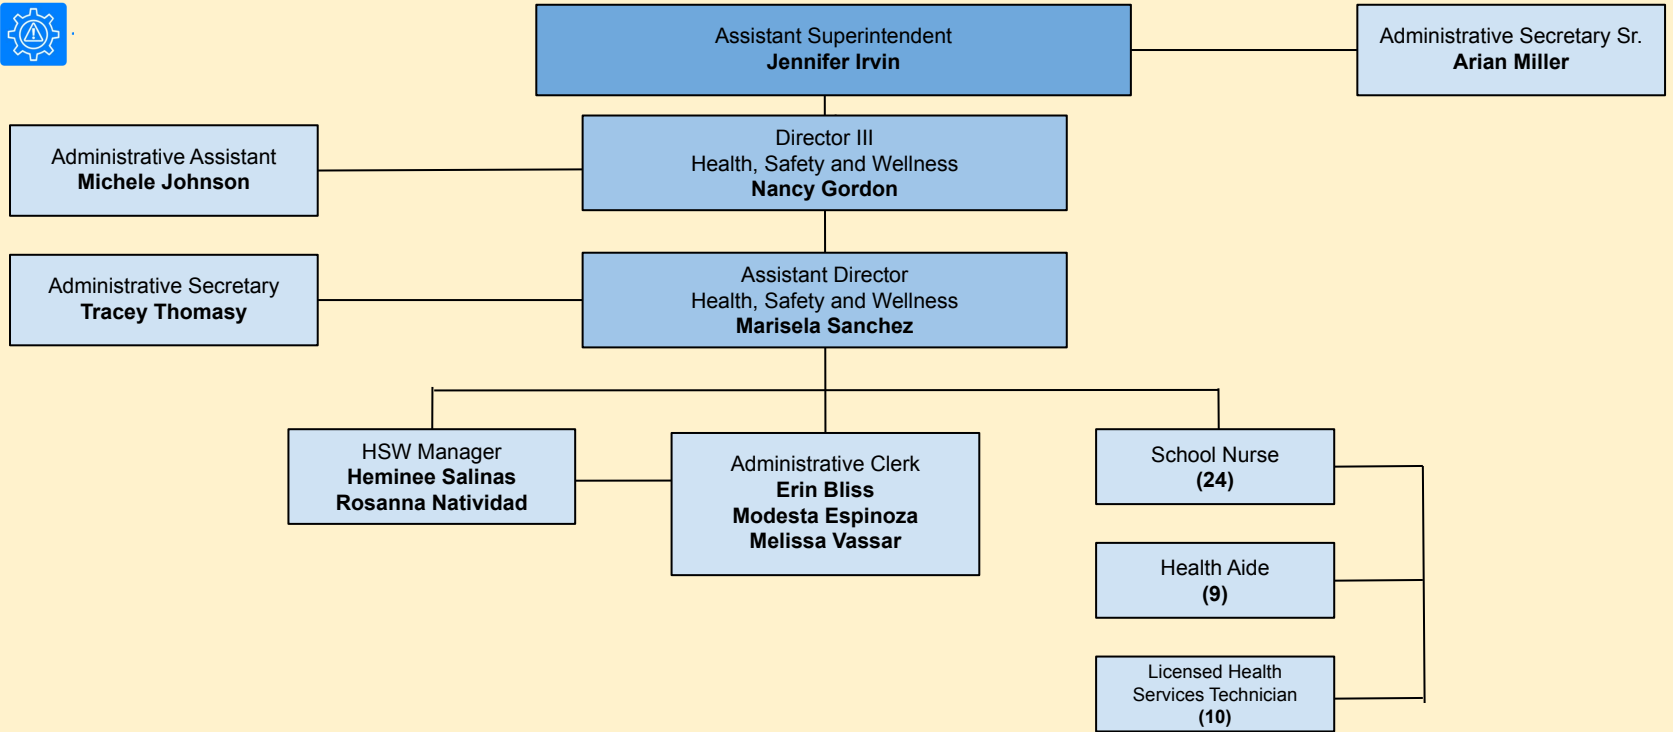 Assistant Superintendent
Jennifer Irvin
Administrative Secretary Sr.
Arian Miller
Administrative Assistant
Michele Johnson
Director III
Health, Safety and Wellness
Nancy Gordon
Administrative Secretary
Tracey Thomasy
Assistant Director
Health, Safety and Wellness
Marisela Sanchez
HSW Manager
Heminee Salinas
Rosanna Natividad
Administrative Clerk
Erin Bliss
Modesta Espinoza
Melissa Vassar
School Nurse
(24)
Health Aide
(9)
Licensed Health
Services Technician
(10)